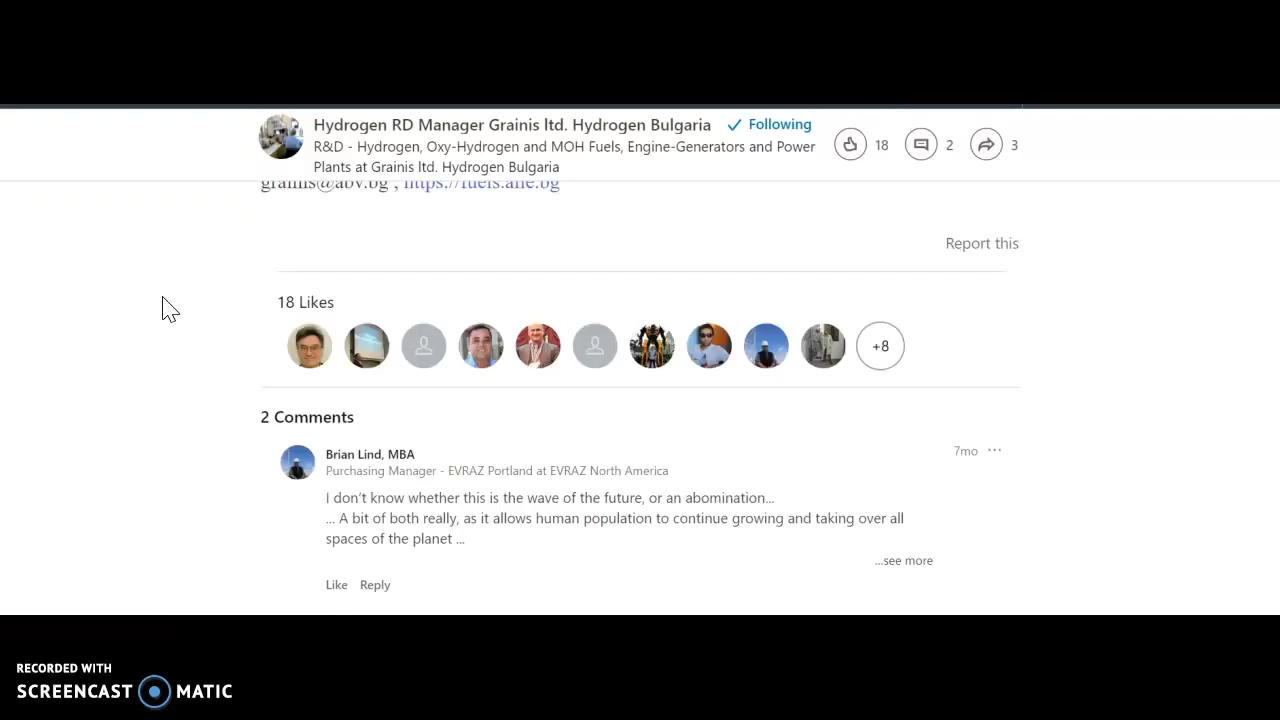 Hydrogen RD Manager Grainis ltd. Hydrogen Bulgaria Following
R&D - Hydrogen, Oxy-Hydrogen and MOH Fuels, Engine-Generators and Power
Plants at Grainis ltd. Hydrogen Bulgaria
18 2 3
grainis@abv.bg , https://fuels.alle.bg
Report this
18 Likes
+8
2 Comments
Brian Lind, MBA
7mo ...
Purchasing Manager - EVRAZ Portland at EVRAZ North America
I don't know whether this is the wave of the future, or an abomination...
... A bit of both really, as it allows human population to continue growing and taking over all
spaces of the planet ...
...see more
Like Reply
RECORDED WITH
SCREENCAST MATIC